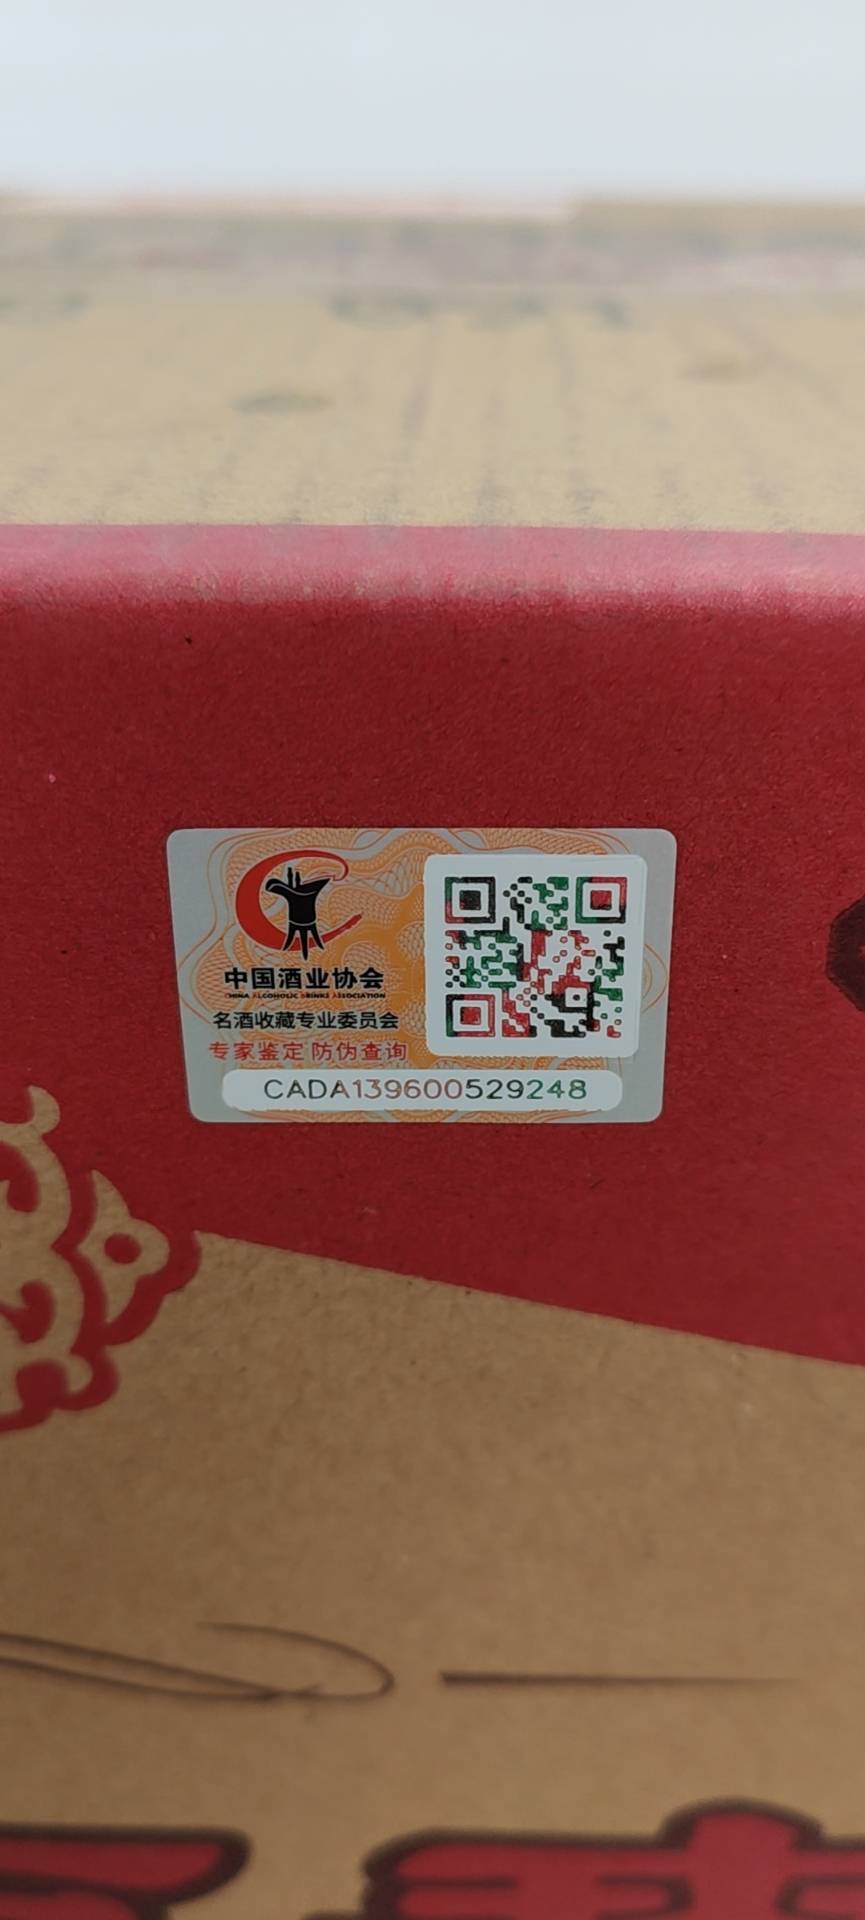 中国酒业协会
CHINA ALCOHOLIC DRINKS ASSOCIATION
名酒收藏专业委员会
专家鉴定 防伪查询
CADA139600529248